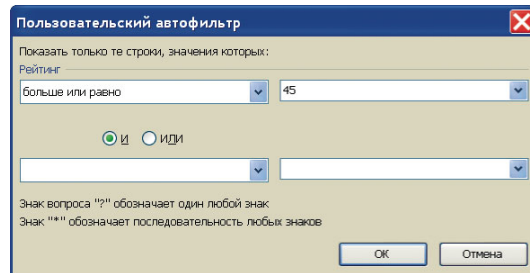 Пользовательский автофильтр
Показать только те строки, значения которых:
Рейтинг
больше или равно 45
И ИЛИ
Знак вопроса "?" обозначает один любой знак
Знак "*" обозначает последовательность любых знаков
ОК Отмена